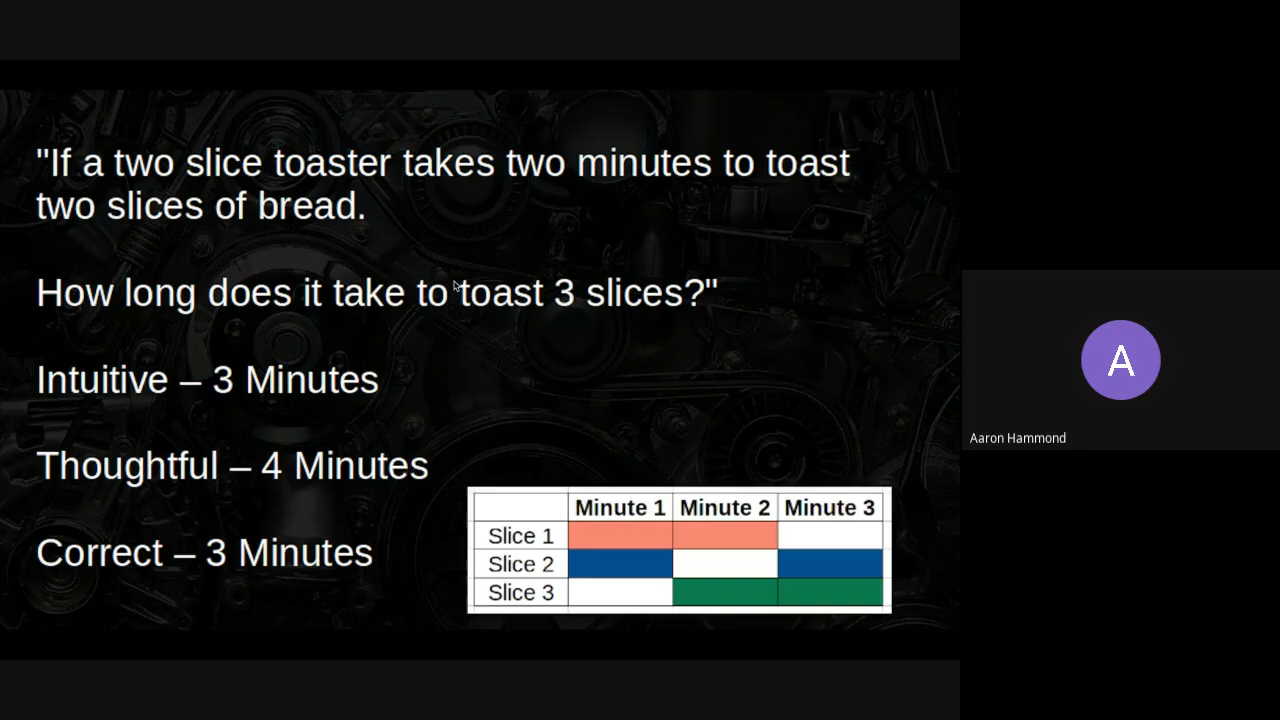 "If a two slice toaster takes two minutes to toast
two slices of bread.
How long does it take to toast 3 slices?"
Intuitive – 3 Minutes
Thoughtful – 4 Minutes
Correct – 3 Minutes
Minute 1 Minute 2 Minute 3
Slice 1
Slice 2
Slice 3
A
Aaron Hammond